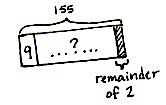 155
9 ...?...
remainder
of 2